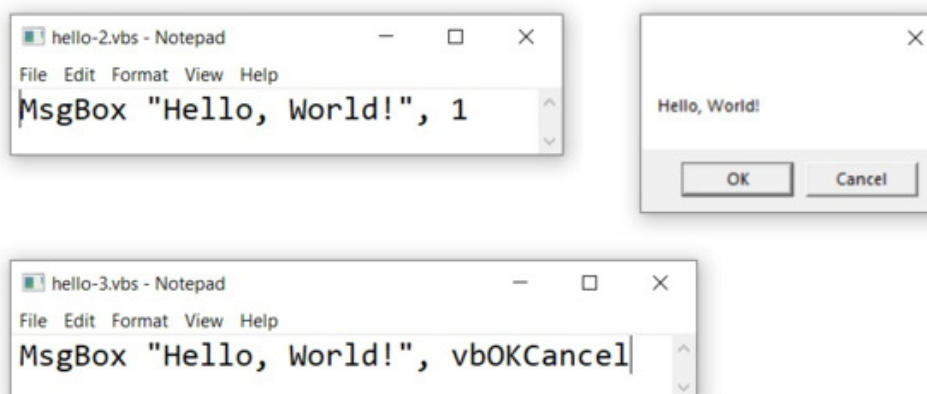 hello-2.vbs - Notepad
File Edit Format View Help
MsgBox "Hello, World!", 1
Hello, World!
OK Cancel
hello-3.vbs - Notepad
File Edit Format View Help
MsgBox "Hello, World!", vbOKCancel